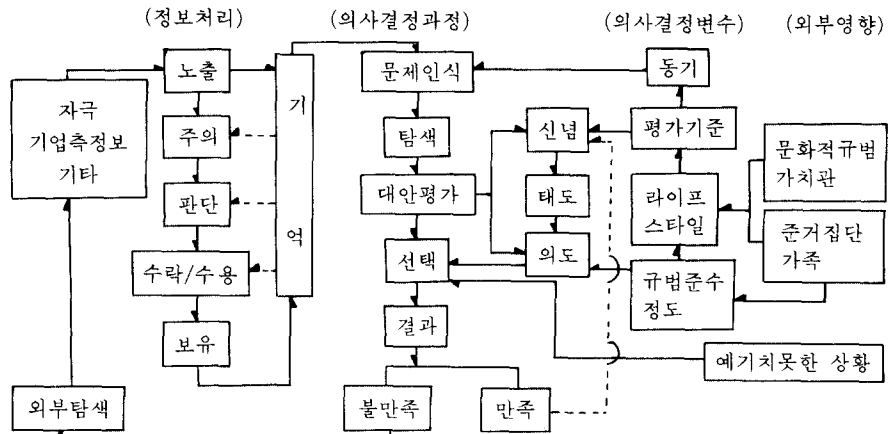 (정보처리)
(의사결정과정)
(의사결정변수)
(외부영향)
노출
기
억
문제인식
동기
자극
기업측정보
기타
주의
탐색
신념
평가기준
문화적규범
가치관
판단
대안평가
태도
라이프
스타일
준거집단
가족
수락/수용
선택
의도
규범준수
정도
보유
결과
예기치못한 상황
외부탐색
불만족
만족